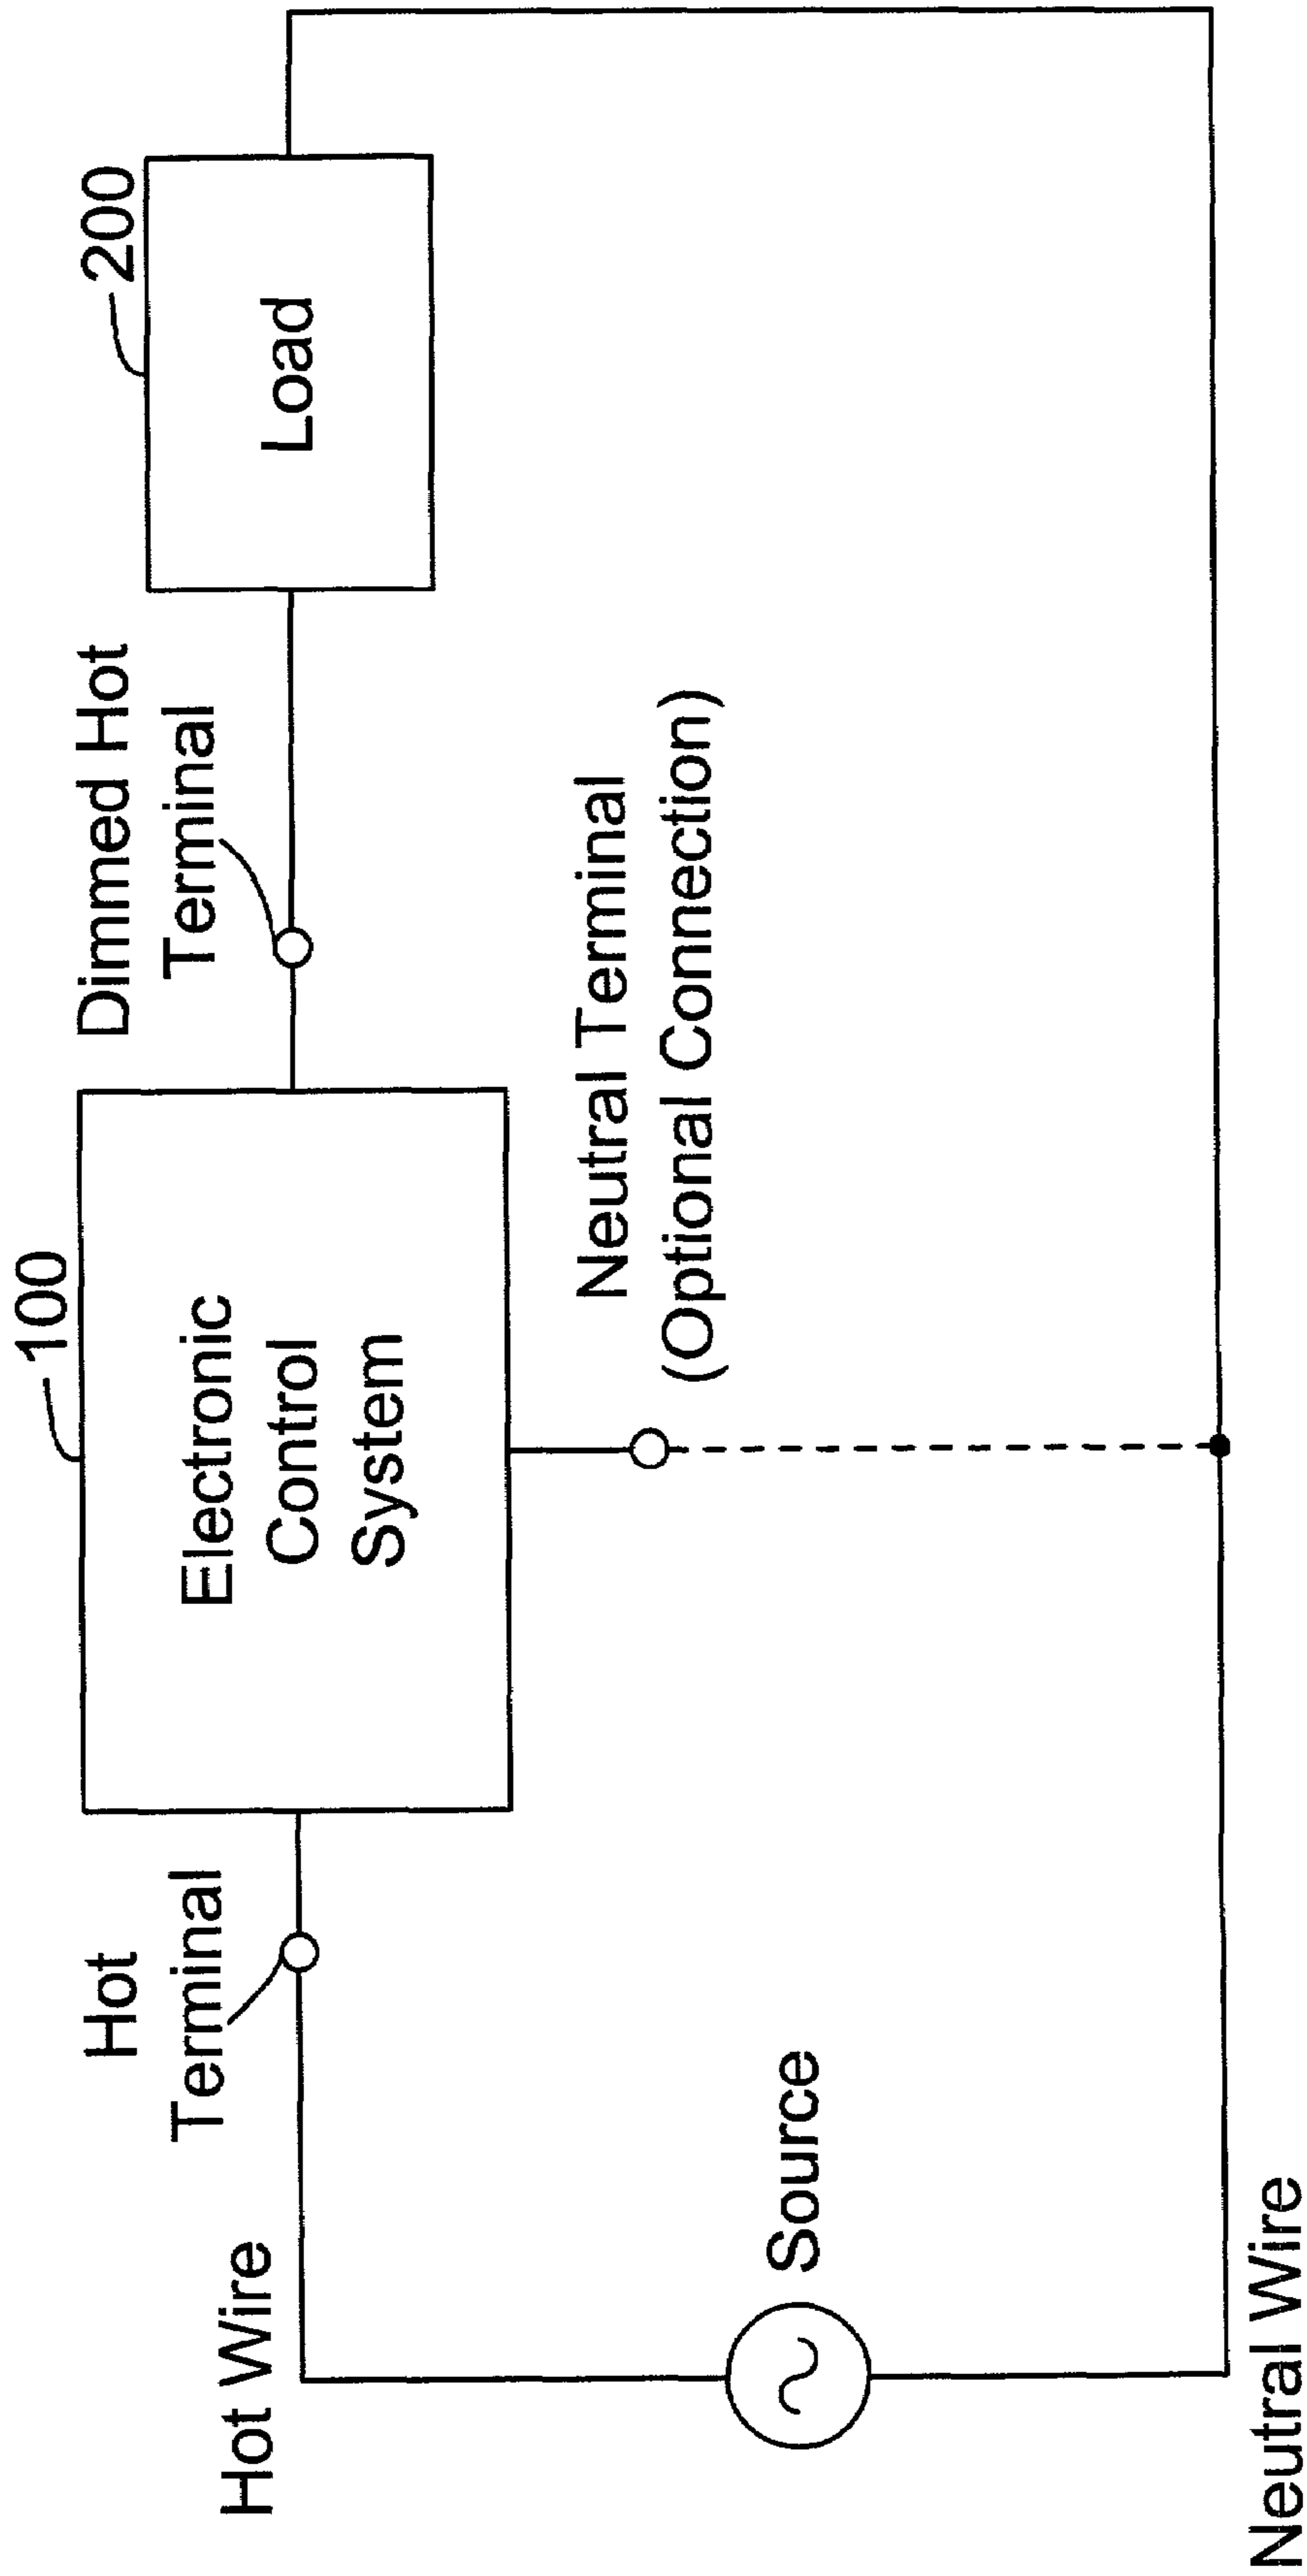 100
200
Hot
Terminal
Dimmed Hot
Terminal
Hot Wire
Electronic
Control
System
Load
Neutral Terminal
(Optional Connection)
Source
Neutral Wire